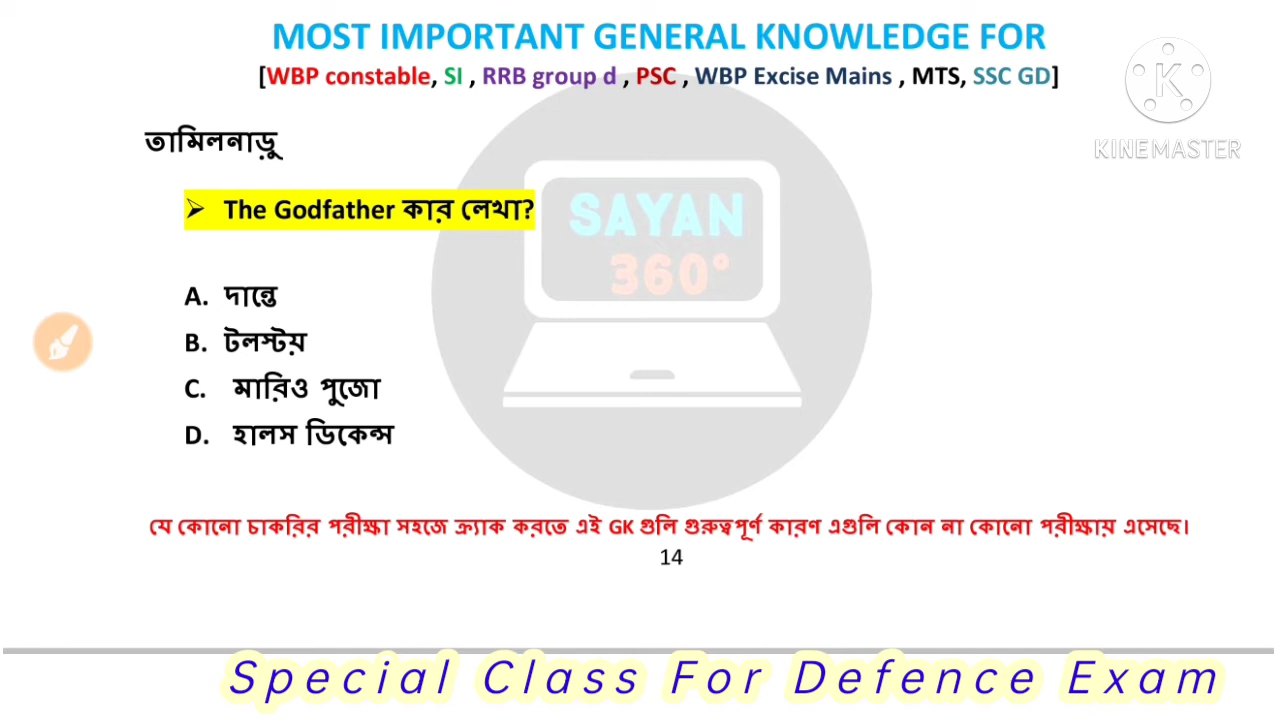 MOST IMPORTANT GENERAL KNOWLEDGE FOR
[WBP constable, SI , RRB group d , PSC , WBP Excise Mains , MTS, SSC GD]
K
KINEMASTER
তামিলনাড়ু
➢ The Godfather কার লেখা?
SAYAN
360°
A. দান্তে
B. টলস্টয়
C. মারিও পুজো
D. হালস ডিকেন্স
যে কোনো চাকরির পরীক্ষা সহজে ক্র্যাক করতে এই GK গুলি গুরুত্বপূর্ণ কারণ এগুলি কোন না কোনো পরীক্ষায় এসেছে।
14
Special Class For Defence Exam